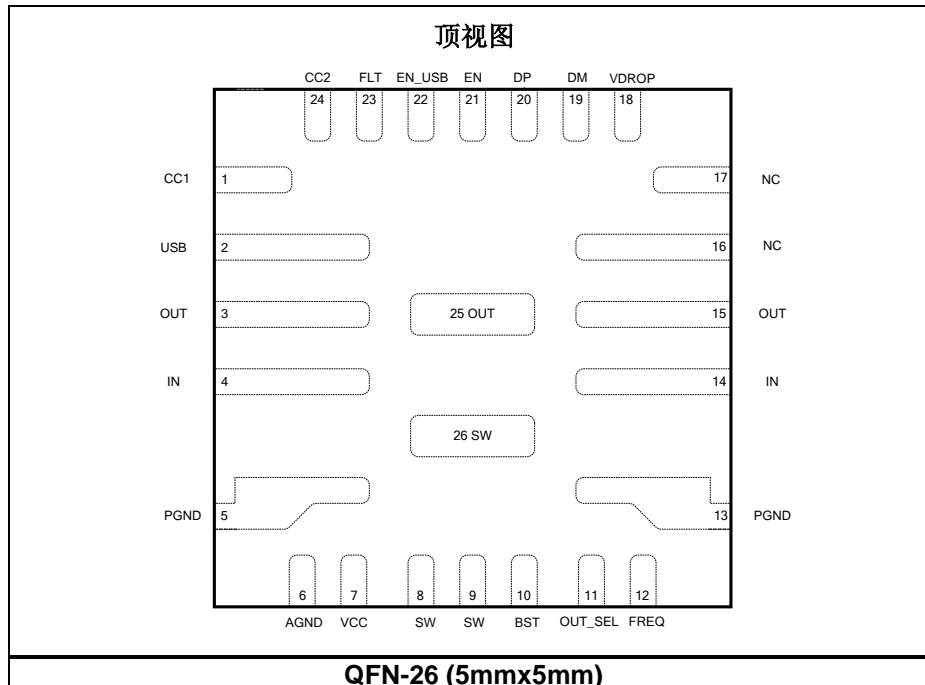 顶视图
CC2 FLT EN_USB EN DP DM VDROP
24 23 22 21 20 19 18
CC1 1 17 NC
USB 2 16 NC
OUT 3 25 OUT 15 OUT
IN 4 14 IN
26 SW
PGND 5 13 PGND
6 7 8 9 10 11 12
AGND VCC SW SW BST OUT_SEL FREQ
QFN-26 (5mmx5mm)